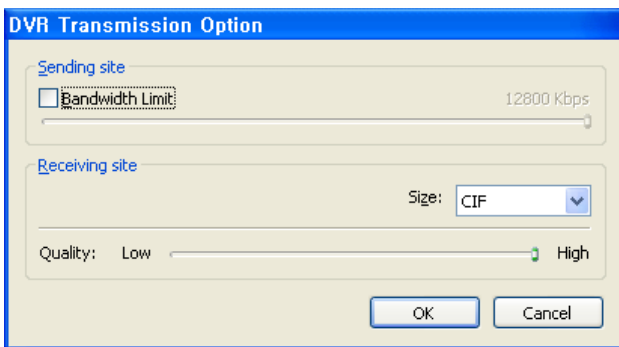 DVR Transmission Option
Sending site
Bandwidth Limit
12800 Kbps
Receiving site
Size: CIF
Quality: Low High
OK Cancel